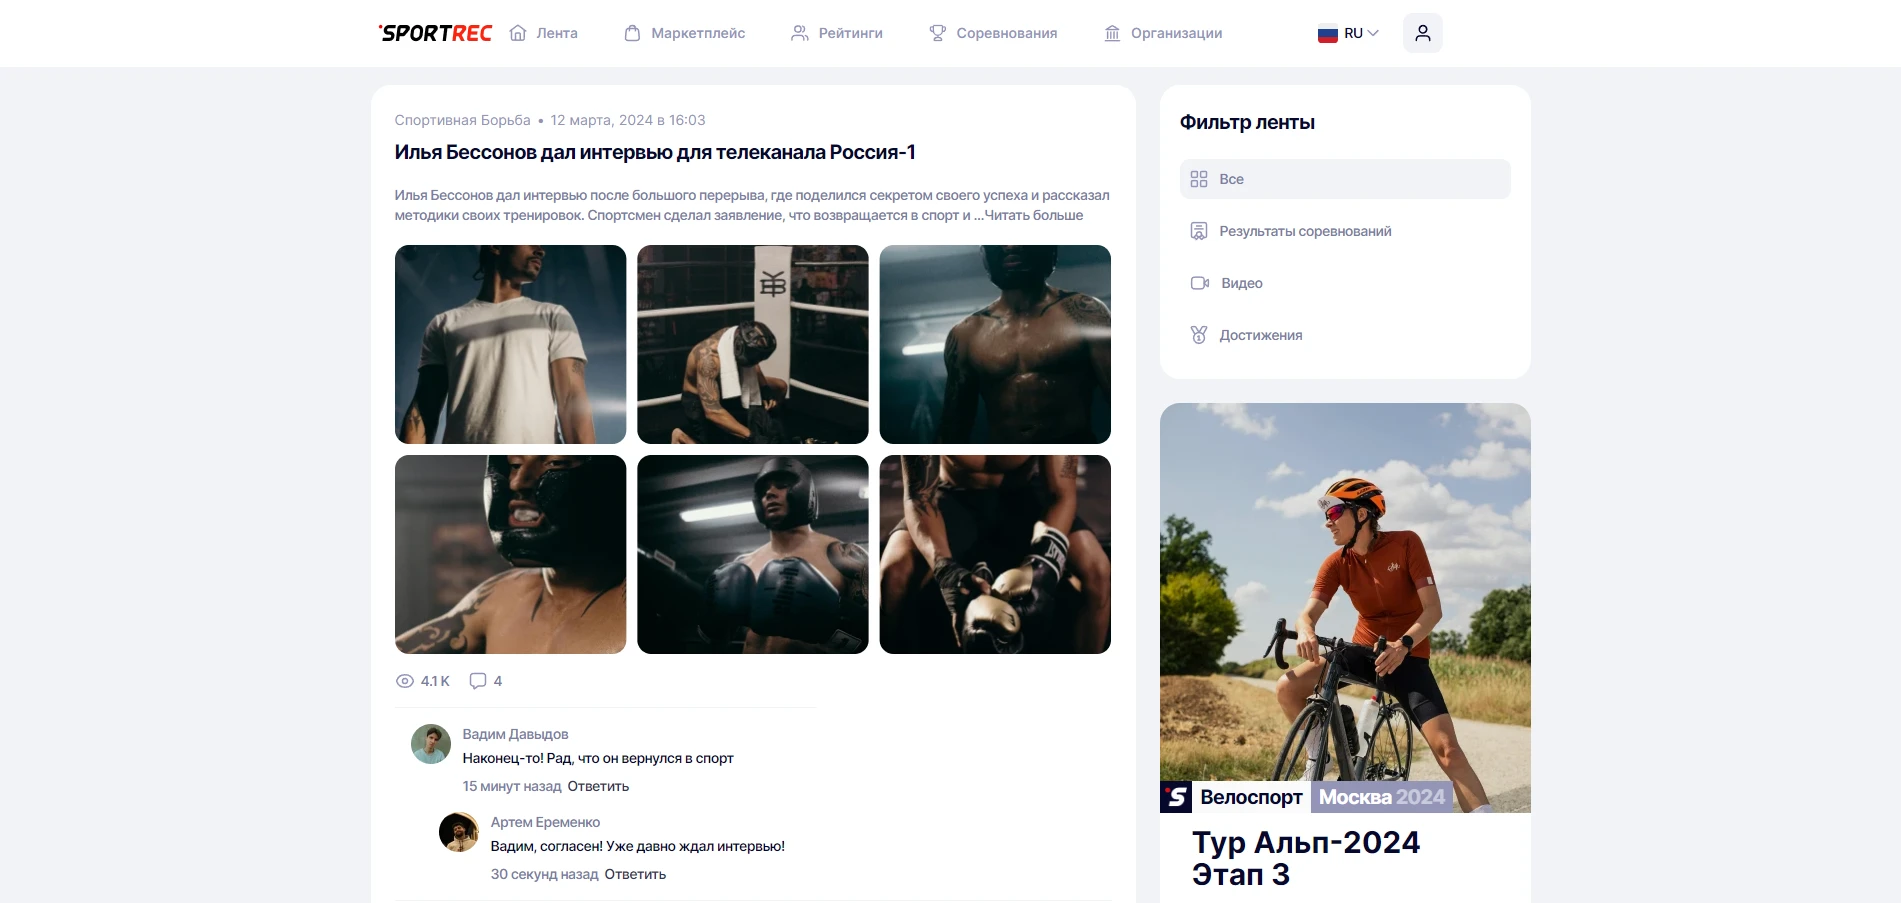 SPORTREC
Лента
Маркетплейс
Рейтинги
Соревнования
Организации
RU
Спортивная Борьба • 12 марта, 2024 в 16:03
Илья Бессонов дал интервью для телеканала Россия-1
Илья Бессонов дал интервью после большого перерыва, где поделился секретом своего успеха и рассказал
методики своих тренировок. Спортсмен сделал заявление, что возвращается в спорт и ...Читать больше
4.1 K
4
Вадим Давыдов
Наконец-то! Рад, что он вернулся в спорт
15 минут назад Ответить
Артем Еременко
Вадим, согласен! Уже давно ждал интервью!
30 секунд назад Ответить
Фильтр ленты
Все
Результаты соревнований
Видео
Достижения
S Велоспорт Москва 2024
Тур Альп-2024
Этап 3